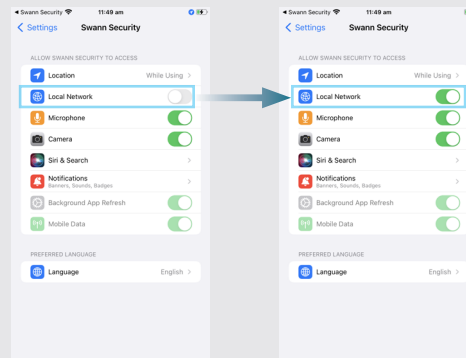 ◀ Swann Security 11:49 am
Settings Swann Security
ALLOW SWANN SECURITY TO ACCESS
Location While Using
Local Network
Microphone
Camera
Siri & Search
Notifications
Banners, Sounds, Badges
Background App Refresh
Mobile Data
PREFERRED LANGUAGE
Language English
◀ Swann Security 11:49 am
Settings Swann Security
ALLOW SWANN SECURITY TO ACCESS
Location While Using
Local Network
Microphone
Camera
Siri & Search
Notifications
Banners, Sounds, Badges
Background App Refresh
Mobile Data
PREFERRED LANGUAGE
Language English